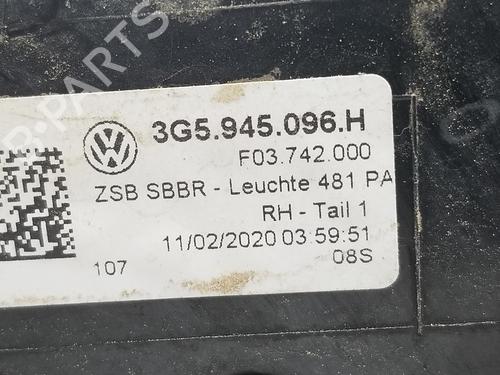 3G5.945.096.H
F03.742.000
ZSB SBBR - Leuchte 481 PA
RH - Tail 1
11/02/2020 03:59:51
107 08S